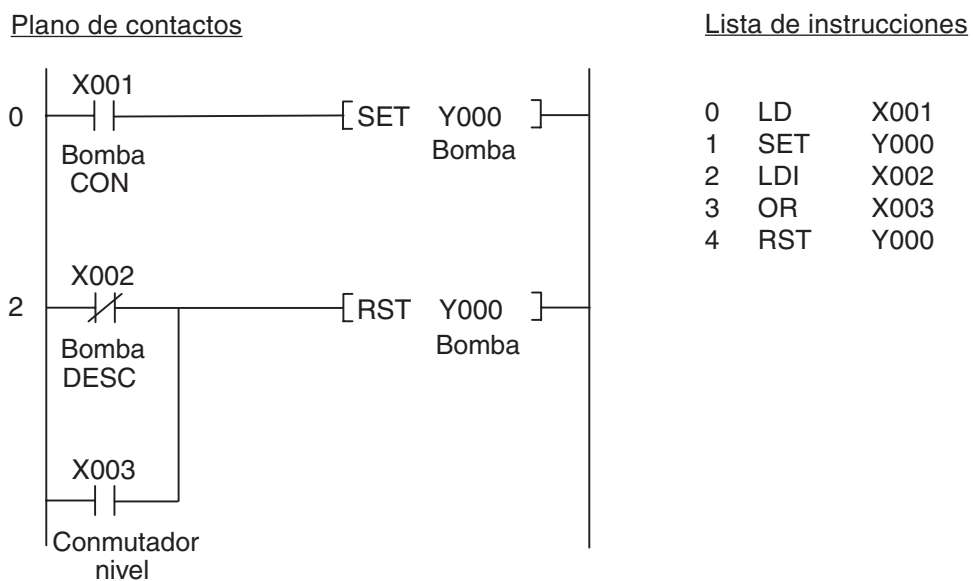 Plano de contactos
X001
0
[ SET Y000 ]
Bomba
CON
Bomba
X002
2
[ RST Y000 ]
Bomba
DESC
Bomba
X003
Conmutador
nivel
Lista de instrucciones
0 LD X001
1 SET Y000
2 LDI X002
3 OR X003
4 RST Y000